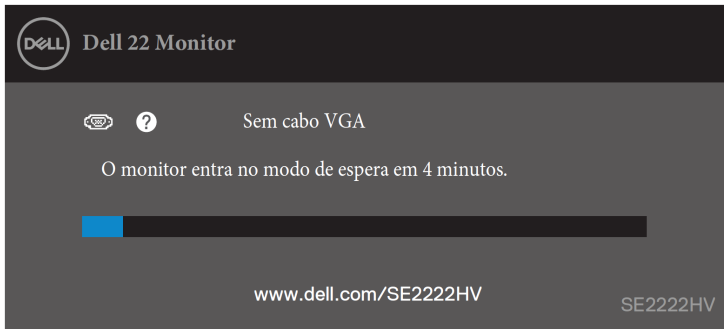 DELL Dell 22 Monitor
? Sem cabo VGA
O monitor entra no modo de espera em 4 minutos.
www.dell.com/SE2222HV
SE2222HV